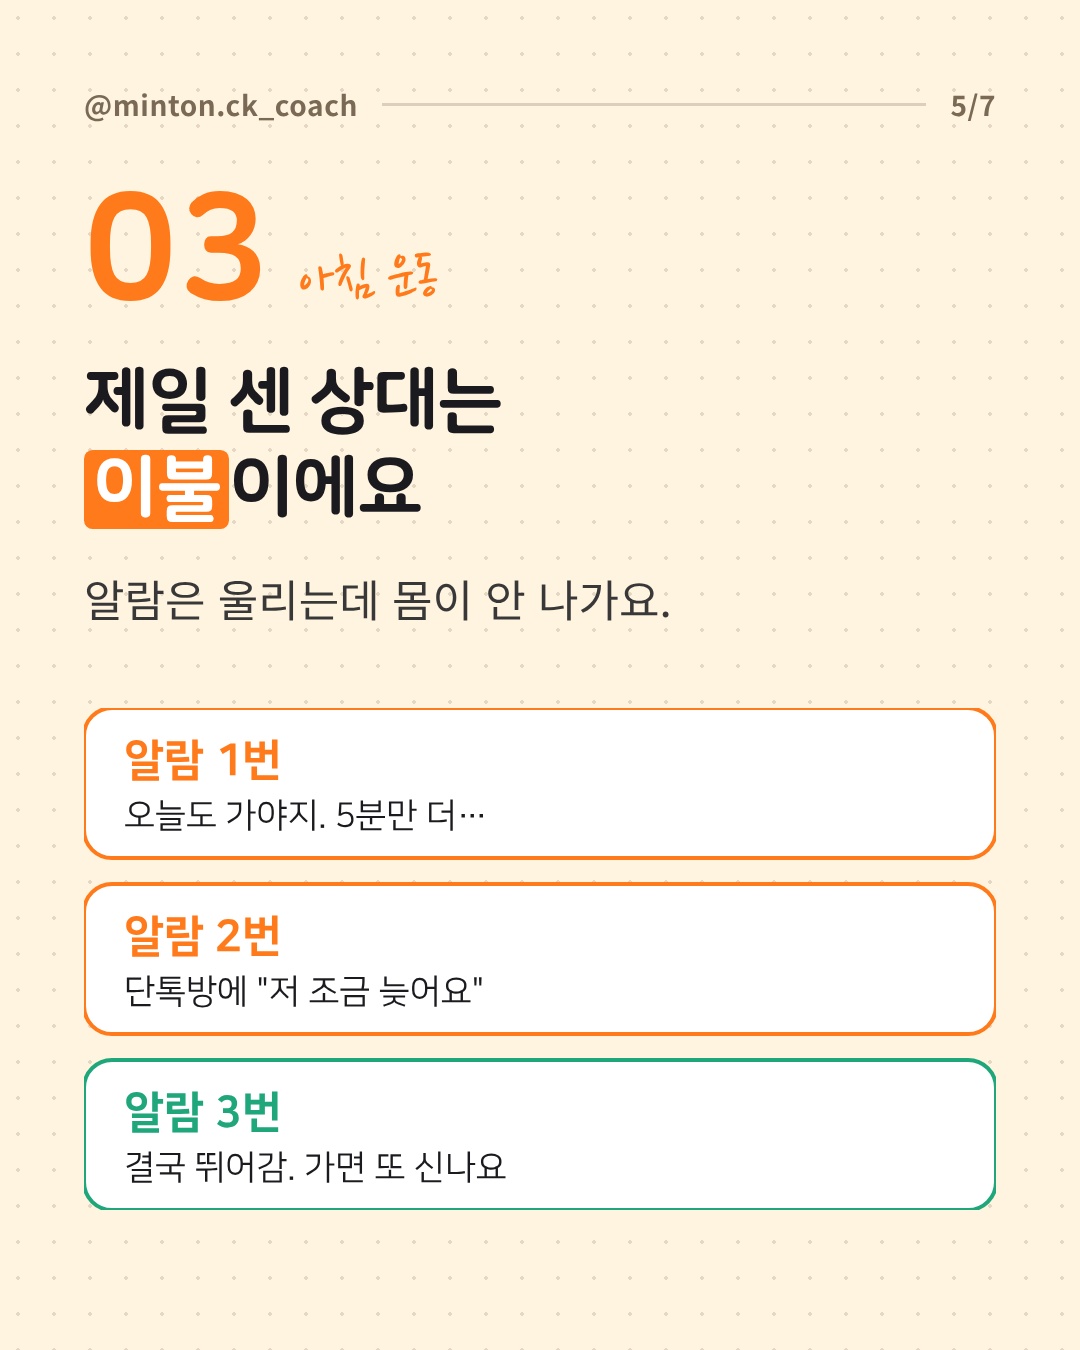 @minton.ck_coach 5/7
03 아침 운동
제일 센 상대는
이불이에요
알람은 울리는데 몸이 안 나가요.
알람 1번
오늘도 가야지. 5분만 더…
알람 2번
단톡방에 "저 조금 늦어요"
알람 3번
결국 뛰어감. 가면 또 신나요